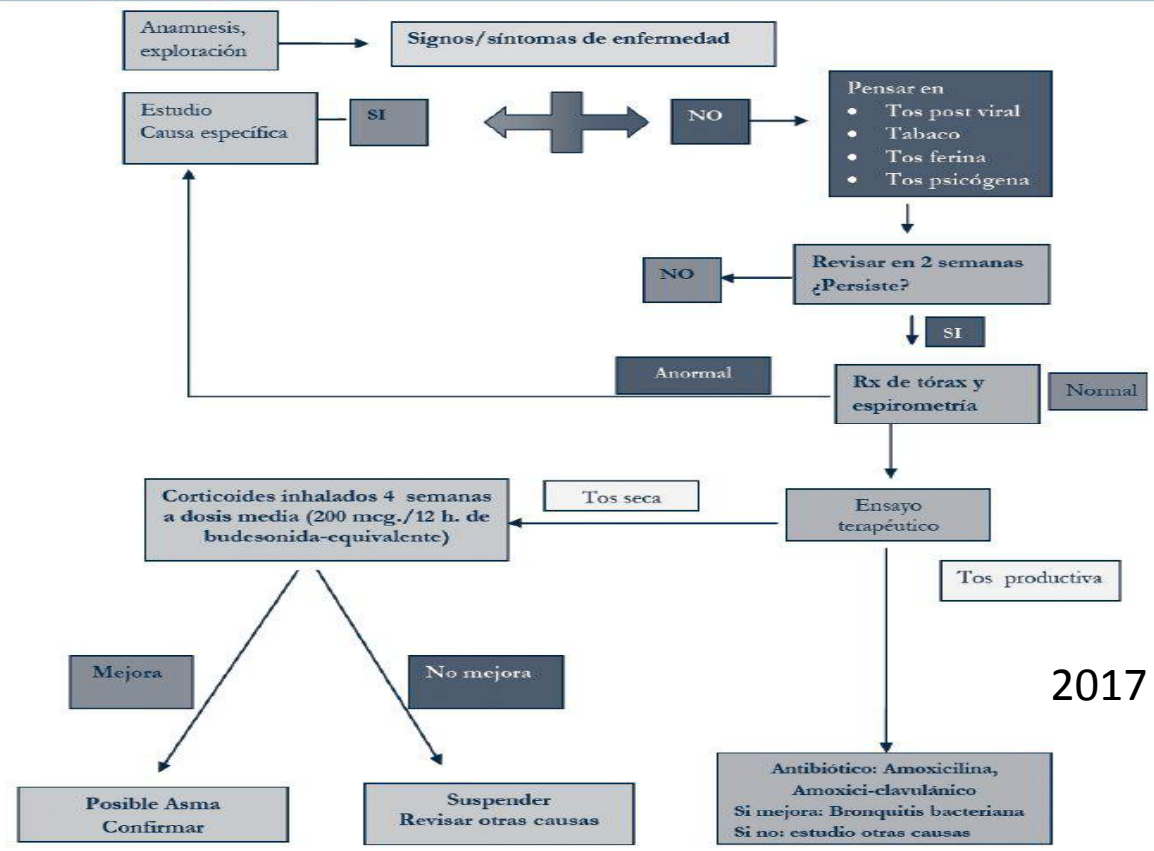 Anamnesis,
exploración
Signos/síntomas de enfermedad
Estudio
Causa específica
SI
NO
Pensar en
• Tos post viral
• Tabaco
• Tos ferina
• Tos psicógena
NO
Revisar en 2 semanas
¿Persiste?
SI
Anormal
Rx de tórax y
espirometría
Normal
Corticoides inhalados 4 semanas
a dosis media (200 mcg./12 h. de
budesonida-equivalente)
Tos seca
Ensayo
terapéutico
Tos productiva
Mejora
No mejora
2017
Posible Asma
Confirmar
Suspender
Revisar otras causas
Antibiótico: Amoxicilina,
Amoxici-clavulánico
Si mejora: Bronquitis bacteriana
Si no: estudio otras causas